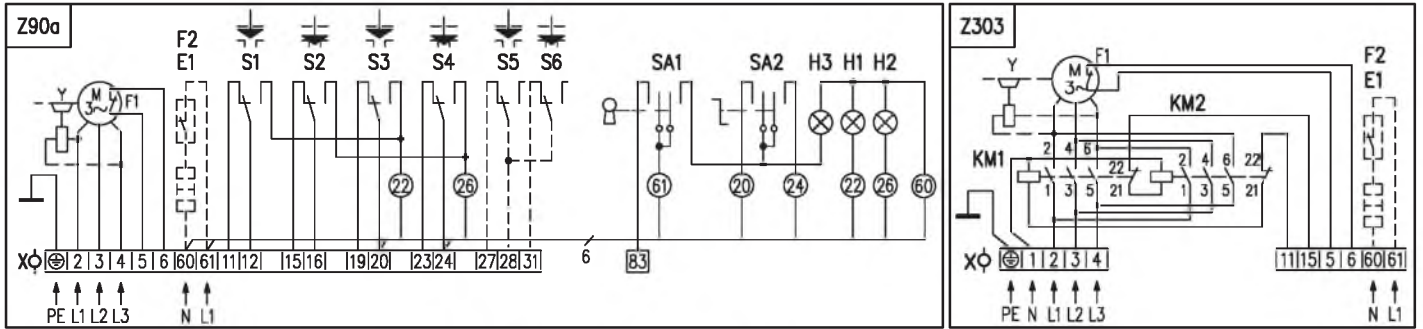 Z90a
F2
E1 S1 S2 S3 S4 S5 S6 SA1 SA2 H3 H1 H2
Y M 3~ F1
22 26 61 20 24 22 26 60
X 2 3 4 5 6 60 61 11 12 15 16 19 20 23 24 27 28 31 6 83
PE L1 L2 L3 N L1
Z303
F1 F2
E1
Y M 3~
KM2
KM1
2 4 6 22 2 4 6 22
1 3 5 21 1 3 5 21
X 1 2 3 4 11 15 5 6 60 61
PE N L1 L2 L3 N L1